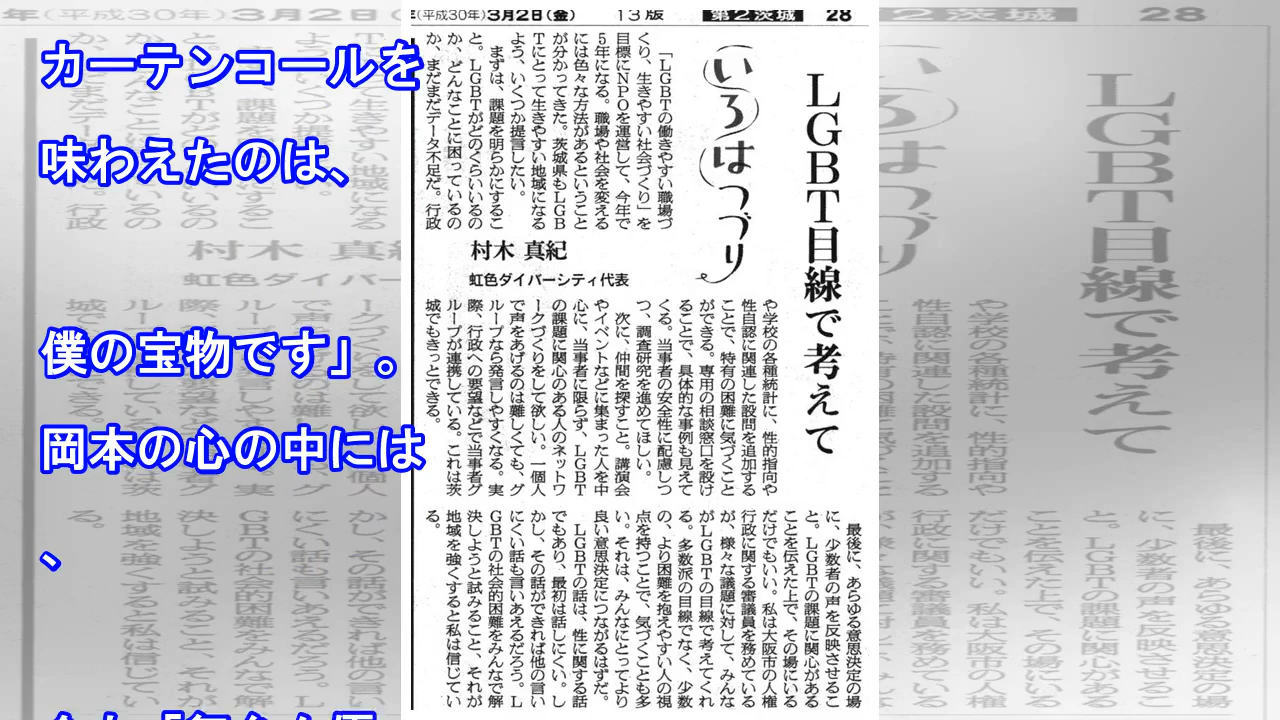 カーテンコールを
味わえたのは、
僕の宝物です」。
岡本の心の中には
、
年(平成30年)3月2日(金)
13版
第2茨城
28
LGBT目線で考えて
いろはつづり
村木 真紀
虹色ダイバーシティ代表
「LGBTの働きやすい職場づ
くり、生きやすい社会づくり」を
目標にNPOを運営して、今年で
5年になる。職場や社会を変える
には色々な方法があるということ
が分かってきた。茨城県もLGB
Tにとって生きやすい地域になる
よう、いくつか提言したい。
まずは、課題を明らかにするこ
と。LGBTがどのくらいいるの
か、どんなことに困っているの
か、まだまだデータ不足だ。行政
や学校の各種統計に、性的指向や
性自認に関連した設問を追加する
ことで、特有の困難に気づくこと
ができる。専用の相談窓口を設け
ることで、具体的な事例も見えて
くる。当事者の安全性に配慮しつ
つ、調査研究を進めてほしい。
次に、仲間を探すこと。講演会
やイベントなどに集まった人を中
心に、当事者に限らず、LGBT
の課題に関心のある人のネットワ
ークづくりをして欲しい。一個人
で声をあげるのは難しくても、グ
ループなら発言しやすくなる。実
際、行政への要望などで当事者グ
ループが連携している。これは茨
城でもきっとできる。
最後に、あらゆる意思決定の場
に、少数者の声を反映させるこ
と。LGBTの課題に関心がある
ことを伝えた上で、その場にいる
だけでもいい。私は大阪市の人権
行政に関する審議員を務めている
が、様々な議題に対して、みんな
がLGBTの目線で考えてくれ
る。多数派の目線でなく、少数
の、より困難を抱えやすい人の視
点を持つことで、気づくことも多
い。それは、みんなにとってより
良い意思決定につながるはずだ。
LGBTの話は、性に関する話
でもあり、最初は話しにくい。し
かし、その話ができれば他の言い
にくい話も言いあえるだろう。L
GBTの社会的困難をみんなで解
決しようと試みること、それが
地域を強くすると私は信じてい
る。